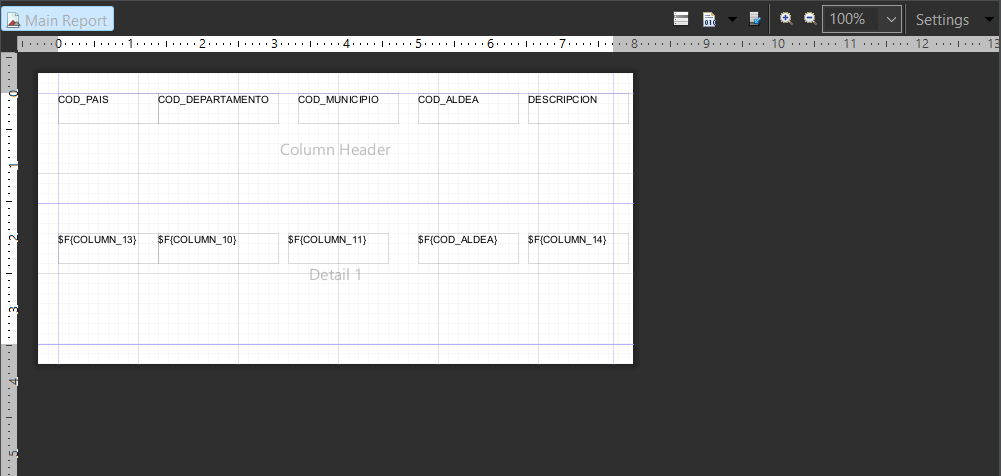 Main Report
100%
Settings
0 1 2 3 4 5 6 7 8 9 10 11 12 13
0
COD_PAIS COD_DEPARTAMENTO COD_MUNICIPIO COD_ALDEA DESCRIPCION
Column Header
1
2
$F{COLUMN_13} $F{COLUMN_10} $F{COLUMN_11} $F{COD_ALDEA} $F{COLUMN_14}
Detail 1
3
4
5